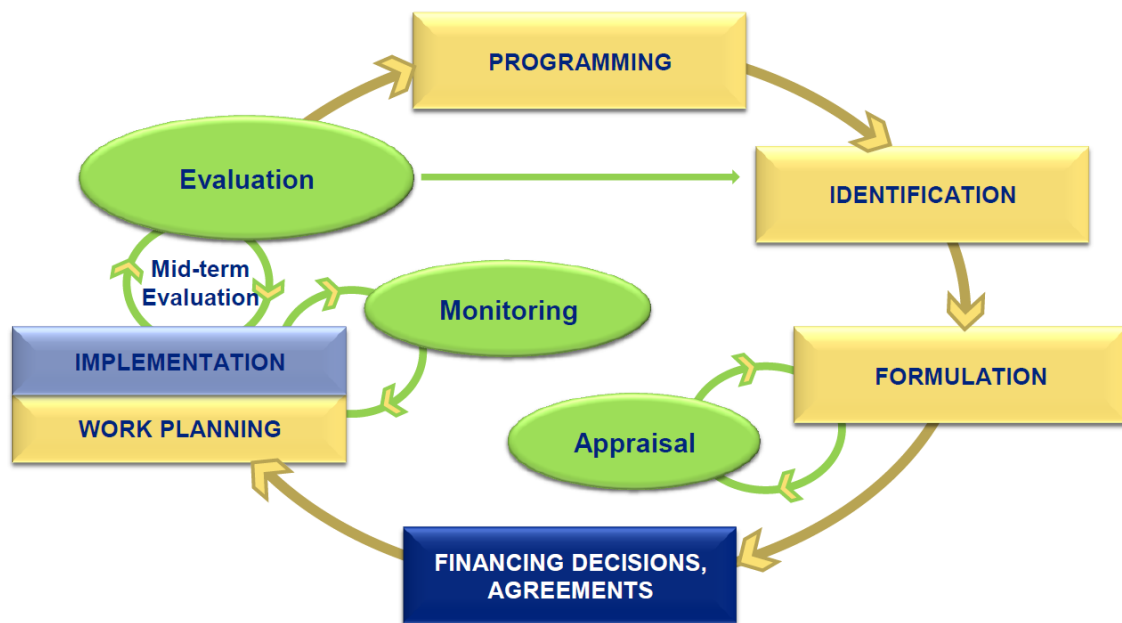 PROGRAMMING
Evaluation
IDENTIFICATION
Mid-term
Evaluation
Monitoring
IMPLEMENTATION
FORMULATION
WORK PLANNING
Appraisal
FINANCING DECISIONS,
AGREEMENTS